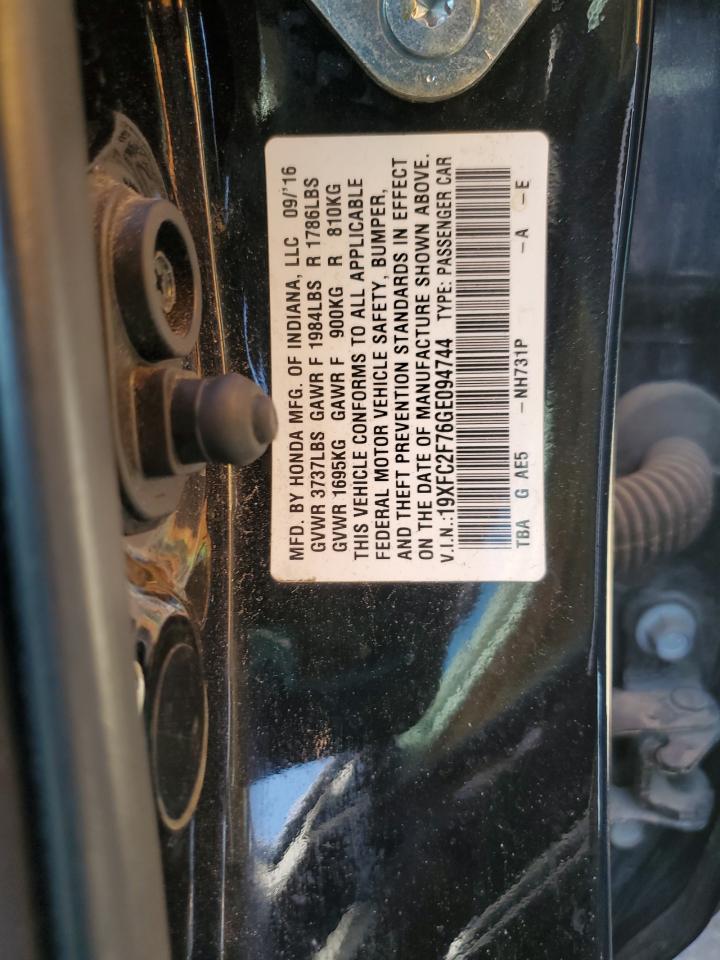 MFD. BY HONDA MFG. OF INDIANA, LLC 09/'16
GVWR 3737LBS GAWR F 1984LBS R 1786LBS
GVWR 1695KG GAWR F 900KG R 810KG
THIS VEHICLE CONFORMS TO ALL APPLICABLE
FEDERAL MOTOR VEHICLE SAFETY, BUMPER,
AND THEFT PREVENTION STANDARDS IN EFFECT
ON THE DATE OF MANUFACTURE SHOWN ABOVE.
V.I.N.:19XFC2F76GE094744 TYPE: PASSENGER CAR
TBA G AE5 -NH731P -A -E